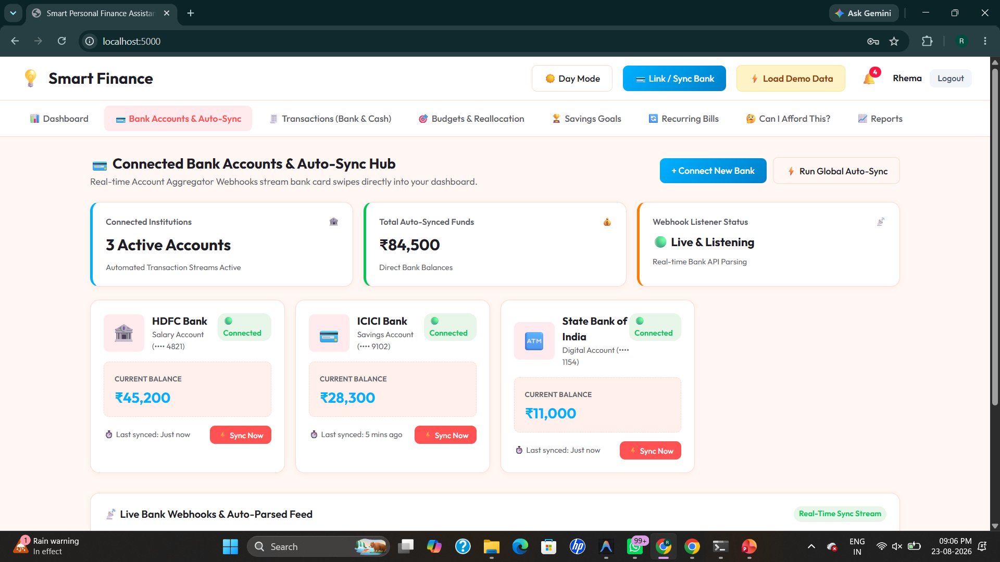 Smart Personal Finance Assistan
Ask Gemini
localhost:5000
R
Smart Finance
Day Mode
Link / Sync Bank
Load Demo Data
4
Rhema
Logout
Dashboard
Bank Accounts & Auto-Sync
Transactions (Bank & Cash)
Budgets & Reallocation
Savings Goals
Recurring Bills
Can I Afford This?
Reports
Connected Bank Accounts & Auto-Sync Hub
Real-time Account Aggregator Webhooks stream bank card swipes directly into your dashboard.
+ Connect New Bank
Run Global Auto-Sync
Connected Institutions
3 Active Accounts
Automated Transaction Streams Active
Total Auto-Synced Funds
₹84,500
Direct Bank Balances
Webhook Listener Status
Live & Listening
Real-time Bank API Parsing
HDFC Bank
Salary Account
(•••• 4821)
Connected
CURRENT BALANCE
₹45,200
Last synced: Just now
Sync Now
ICICI Bank
Savings Account
(•••• 9102)
Connected
CURRENT BALANCE
₹28,300
Last synced: 5 mins ago
Sync Now
ATM
State Bank of
India
Digital Account (••••
1154)
Connected
CURRENT BALANCE
₹11,000
Last synced: Just now
Sync Now
Live Bank Webhooks & Auto-Parsed Feed
Real-Time Sync Stream
1
Rain warning
In effect
Search
hp
99+
R
P
ENG
IN
09:06 PM
23-08-2026